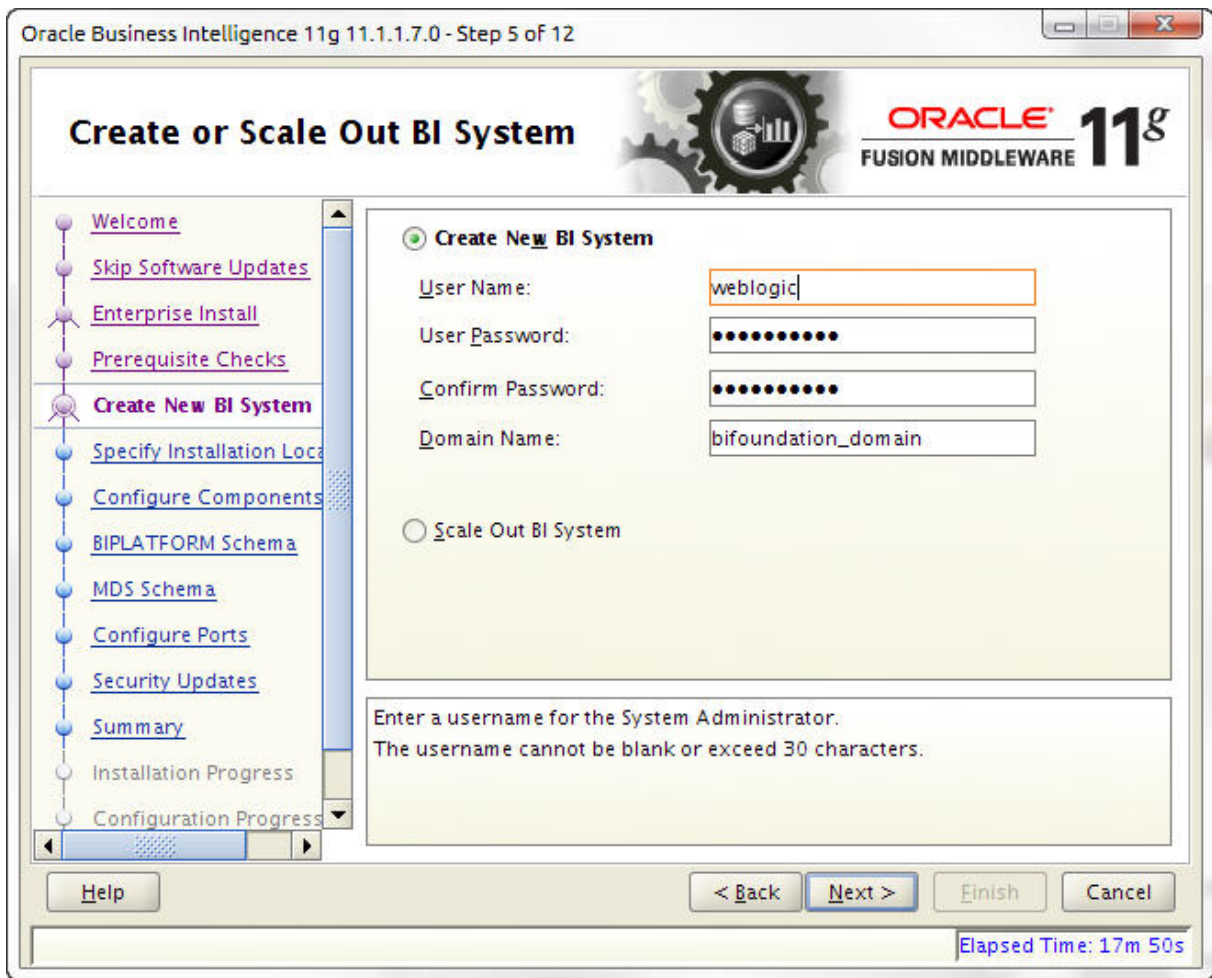 Oracle Business Intelligence 11g 11.1.1.7.0 - Step 5 of 12
Create or Scale Out BI System
ORACLE
FUSION MIDDLEWARE 11g
Welcome
Skip Software Updates
Enterprise Install
Prerequisite Checks
Create New BI System
Specify Installation Loca
Configure Components
BIPLATFORM Schema
MDS Schema
Configure Ports
Security Updates
Summary
Installation Progress
Configuration Progress
Create New BI System
User Name: weblogic
User Password: ••••••••••
Confirm Password: ••••••••••
Domain Name: bifoundation_domain
Scale Out BI System
Enter a username for the System Administrator.
The username cannot be blank or exceed 30 characters.
Help < Back Next > Finish Cancel
Elapsed Time: 17m 50s